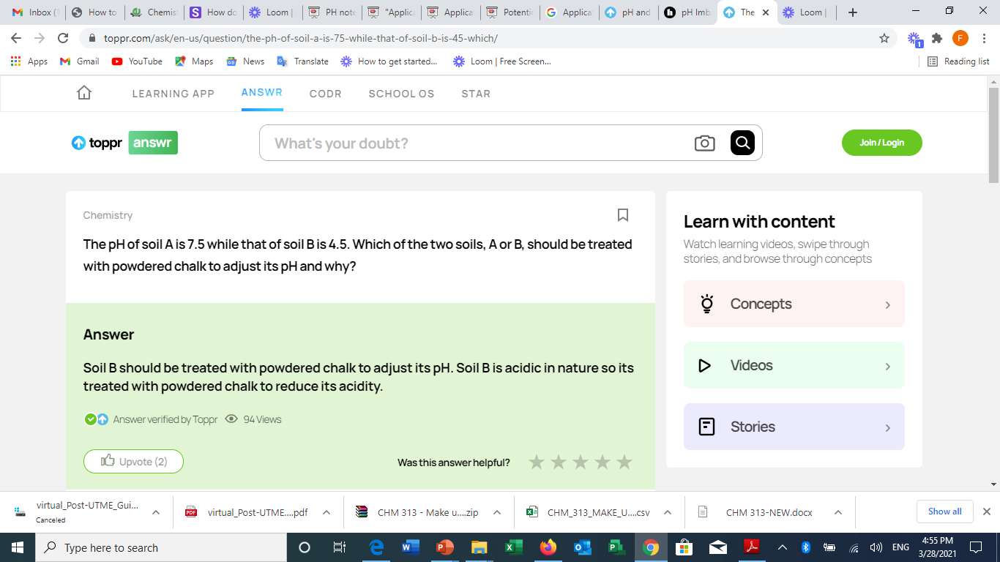 Inbox (1
How to
Chemist
How do
Loom |
PH note
"Applica
Applica
Potentic
Applica
pH and
pH Imb
The
Loom |
toppr.com/ask/en-us/question/the-ph-of-soil-a-is-75-while-that-of-soil-b-is-45-which/
F
1
Apps
Gmail
YouTube
Maps
News
Translate
How to get started...
Loom | Free Screen...
Reading list
LEARNING APP
ANSWR
CODR
SCHOOL OS
STAR
toppr answr
What's your doubt?
Join / Login
Chemistry
The pH of soil A is 7.5 while that of soil B is 4.5. Which of the two soils, A or B, should be treated
with powdered chalk to adjust its pH and why?
Answer
Soil B should be treated with powdered chalk to adjust its pH. Soil B is acidic in nature so its
treated with powdered chalk to reduce its acidity.
Answer verified by Toppr
94 Views
Upvote (2)
Was this answer helpful?
Learn with content
Watch learning videos, swipe through
stories, and browse through concepts
Concepts
Videos
Stories
virtual_Post-UTME_Gui...
Canceled
virtual_Post-UTME....pdf
CHM 313 - Make u....zip
CHM_313_MAKE_U....csv
CHM 313-NEW.docx
Show all
Type here to search
ENG
4:55 PM
3/28/2021